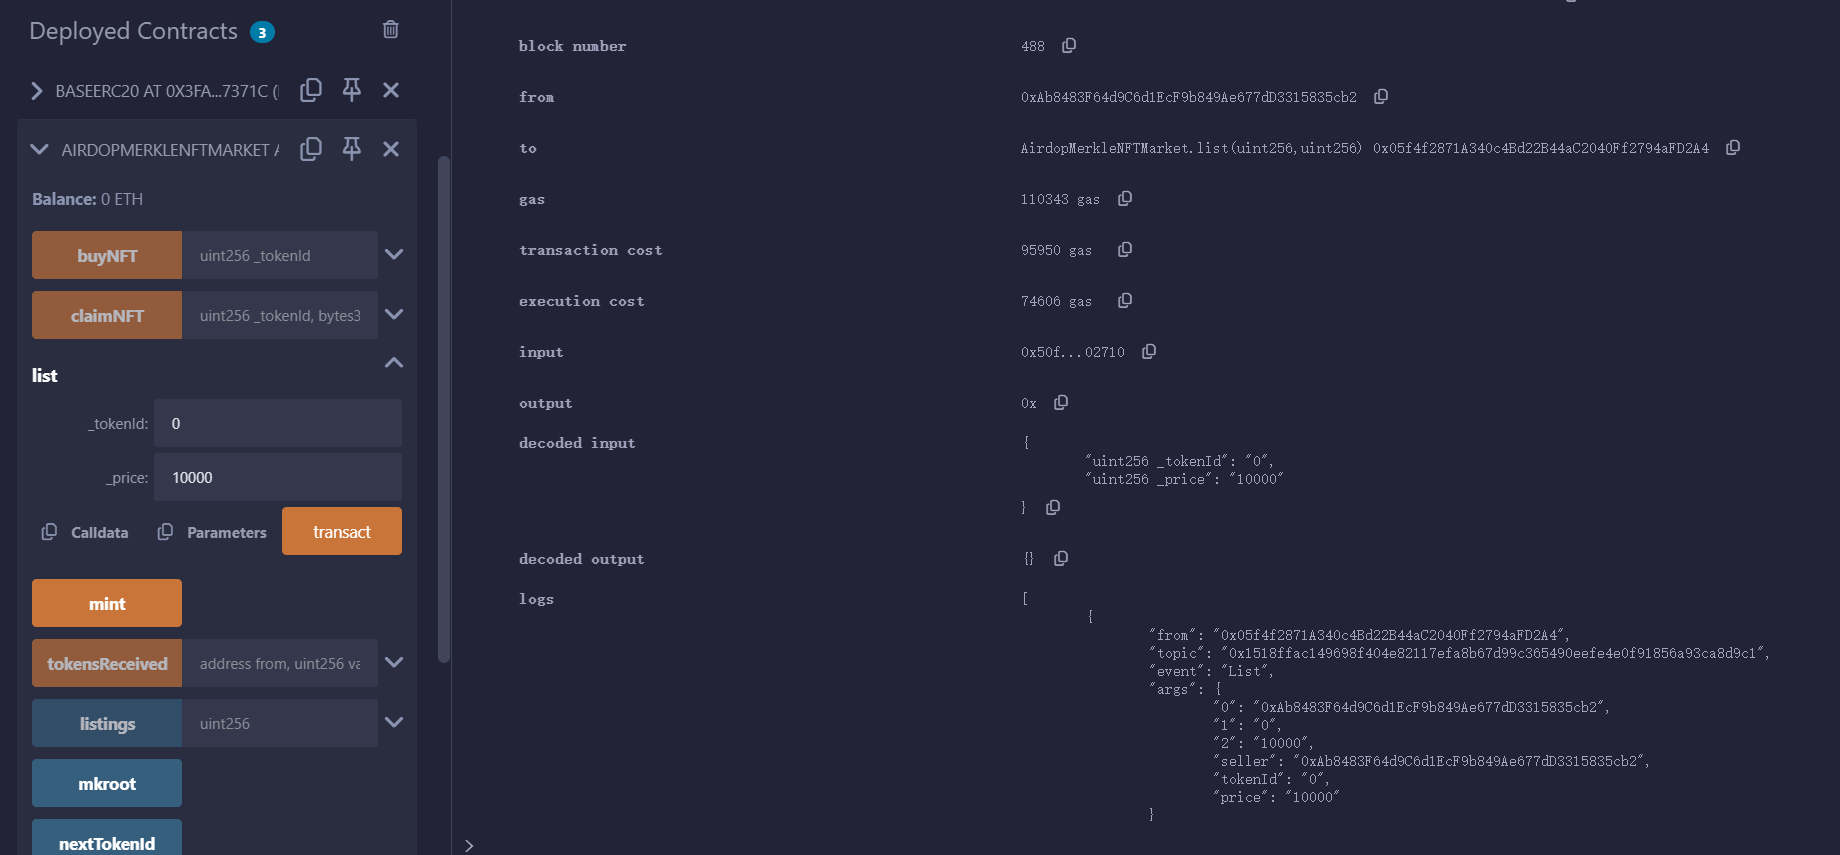 Deployed Contracts 3
BASEERC20 AT 0X3FA...7371C (
AIRDOPMERKLENFTMARKET A
Balance: 0 ETH
buyNFT uint256 _tokenId
claimNFT uint256 _tokenId, bytes3
list
_tokenId: 0
_price: 10000
Calldata Parameters transact
mint
tokensReceived address from, uint256 va
listings uint256
mkroot
nextTokenId
block number 488
from 0xAb8483F64d9C6d1EcF9b849Ae677dD3315835cb2
to AirdopMerkleNFTMarket.list(uint256,uint256) 0x05f4f2871A340c4Bd22B44aC2040Ff2794aFD2A4
gas 110343 gas
transaction cost 95950 gas
execution cost 74606 gas
input 0x50f...02710
output 0x
decoded input {
"uint256 _tokenId": "0",
"uint256 _price": "10000"
}
decoded output {}
logs [
{
"from": "0x05f4f2871A340c4Bd22B44aC2040Ff2794aFD2A4",
"topic": "0x1518ffac149698f404e82117efa8b67d99c365490eefe4e0f91856a93ca8d9c1",
"event": "List",
"args": {
"0": "0xAb8483F64d9C6d1EcF9b849Ae677dD3315835cb2",
"1": "0",
"2": "10000",
"seller": "0xAb8483F64d9C6d1EcF9b849Ae677dD3315835cb2",
"tokenId": "0",
"price": "10000"
}
>